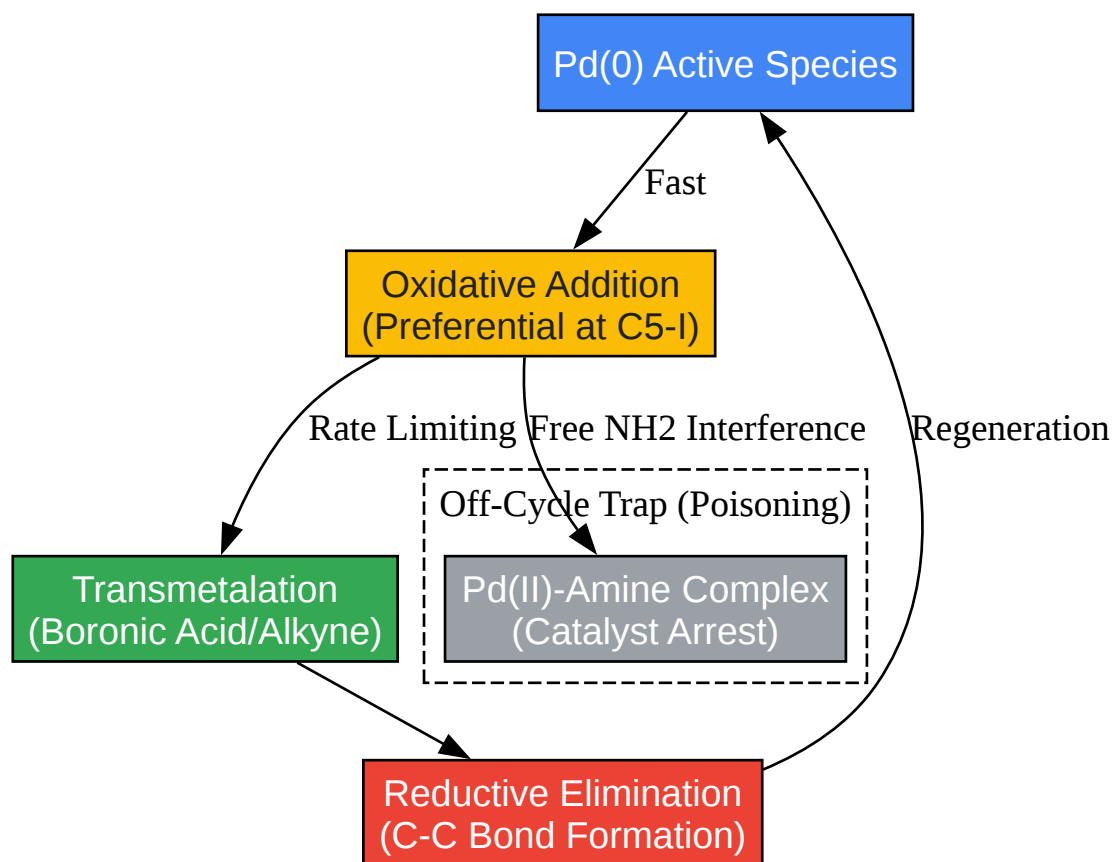 Pd(0) Active Species
Fast
Oxidative Addition
(Preferential at C5-I)
Rate Limiting
Free NH2 Interference
Regeneration
Off-Cycle Trap (Poisoning)
Transmetalation
(Boronic Acid/Alkyne)
Pd(II)-Amine Complex
(Catalyst Arrest)
Reductive Elimination
(C-C Bond Formation)